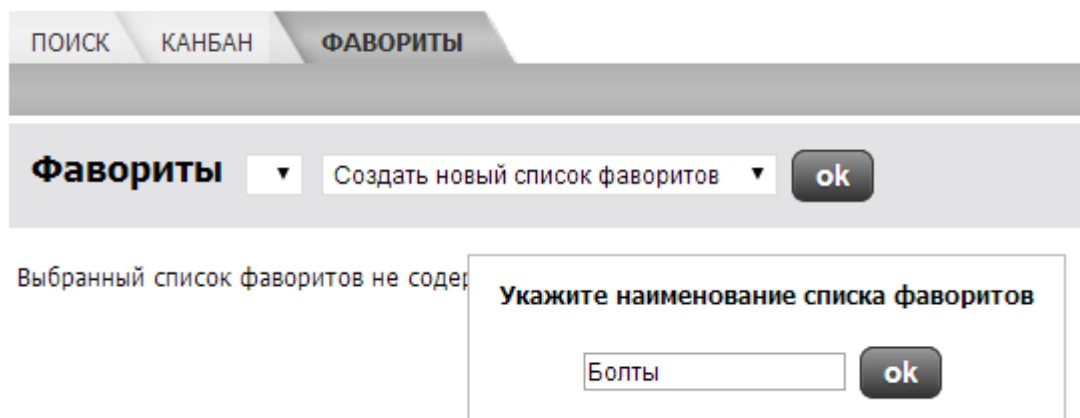 ПОИСК КАНБАН ФАВОРИТЫ
Фавориты Создать новый список фаворитов ok
Выбранный список фаворитов не
Укажите наименование списка фаворитов
Болты ok